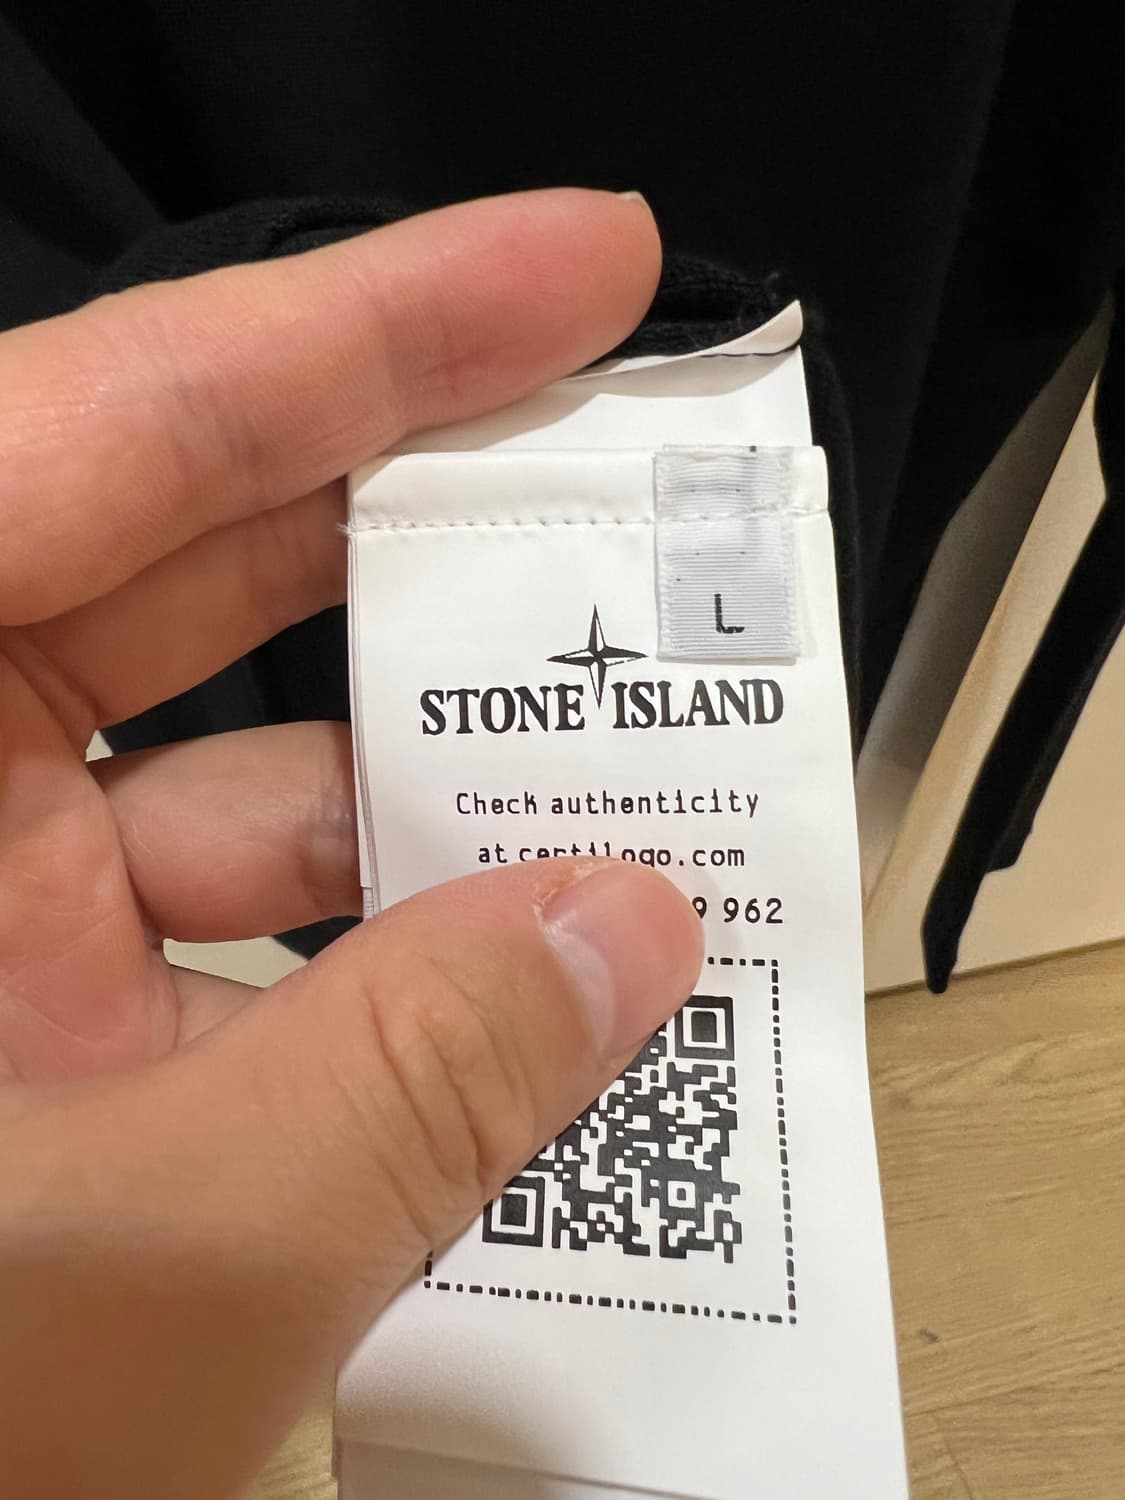 L
STONE ISLAND
Check authenticity
at certilogo.com
9 962